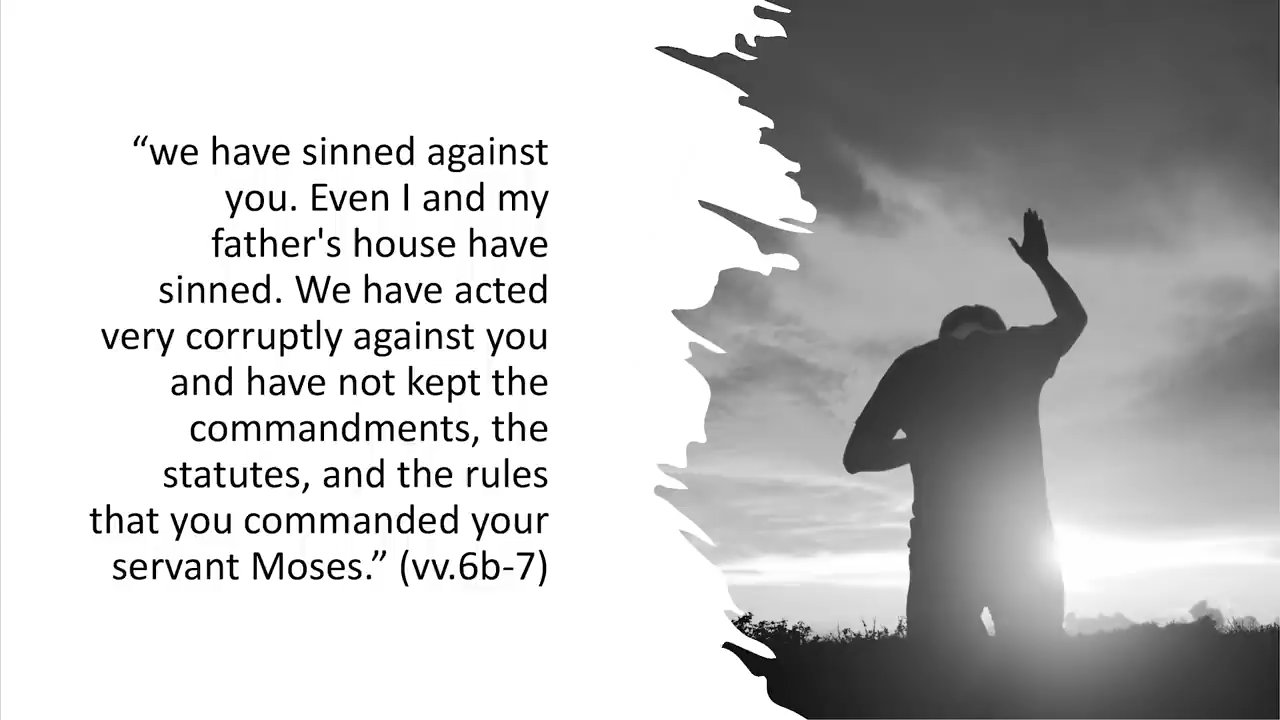 “we have sinned against
you. Even I and my
father's house have
sinned. We have acted
very corruptly against you
and have not kept the
commandments, the
statutes, and the rules
that you commanded your
servant Moses.” (vv.6b-7)